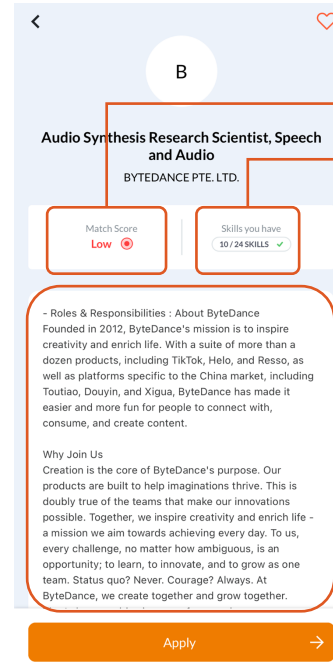 B
Audio Synthesis Research Scientist, Speech
and Audio
BYTEDANCE PTE. LTD.
Match Score
Low
Skills you have
10 / 24 SKILLS
- Roles & Responsibilities : About ByteDance
Founded in 2012, ByteDance's mission is to inspire
creativity and enrich life. With a suite of more than a
dozen products, including TikTok, Helo, and Resso, as
well as platforms specific to the China market, including
Toutiao, Douyin, and Xigua, ByteDance has made it
easier and more fun for people to connect with,
consume, and create content.
Why Join Us
Creation is the core of ByteDance's purpose. Our
products are built to help imaginations thrive. This is
doubly true of the teams that make our innovations
possible. Together, we inspire creativity and enrich life -
a mission we aim towards achieving every day. To us,
every challenge, no matter how ambiguous, is an
opportunity; to learn, to innovate, and to grow as one
team. Status quo? Never. Courage? Always. At
ByteDance, we create together and grow together.
Apply